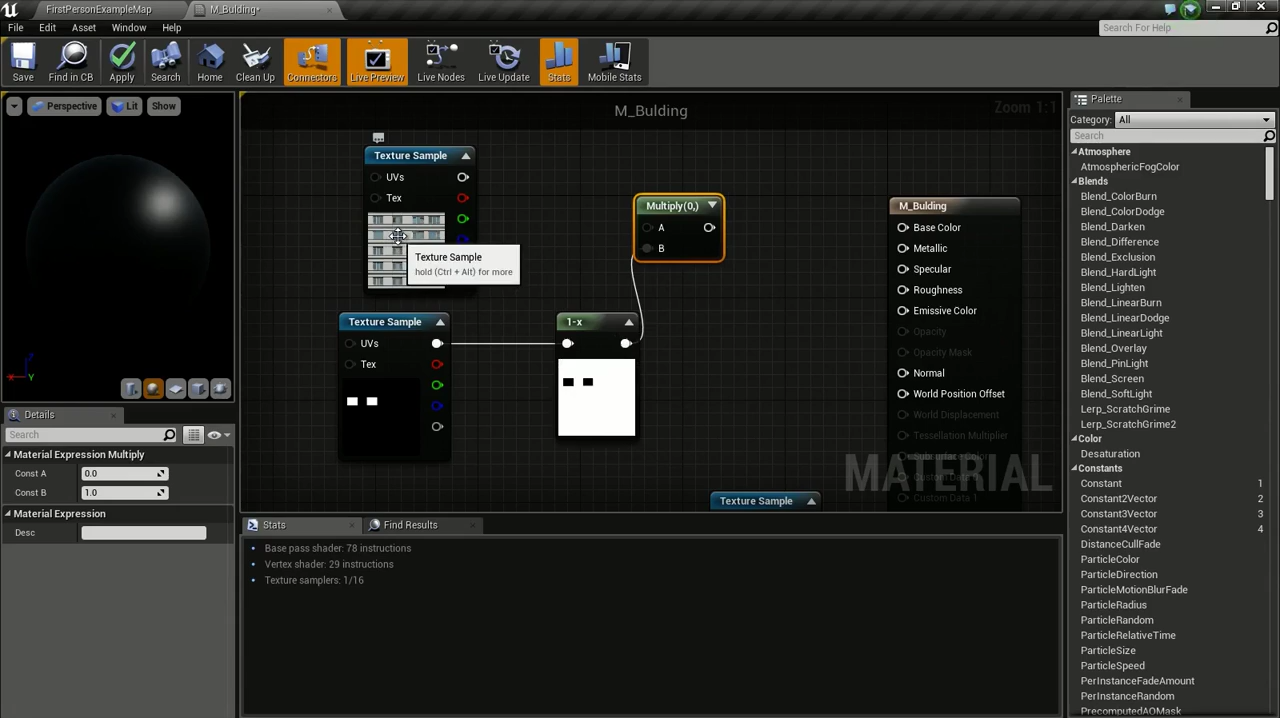 FirstPersonExampleMap
M_Bulding*
File
Edit
Asset
Window
Help
Search For Help
Save
Find in CB
Apply
Search
Home
Clean Up
Connectors
Live Preview
Live Nodes
Live Update
Stats
Mobile Stats
Perspective
Lit
Show
M_Bulding
Zoom 1:1
Texture Sample
UVs
Tex
Texture Sample
hold (Ctrl + Alt) for more
Texture Sample
UVs
Tex
1-x
Multiply(0,)
A
B
M_Bulding
Base Color
Metallic
Specular
Roughness
Emissive Color
Opacity
Opacity Mask
Normal
World Position Offset
World Displacement
Tessellation Multiplier
Custom Data 1
MATERIAL
Texture Sample
X
Y
Details
Search
Material Expression Multiply
Const A
0.0
Const B
1.0
Material Expression
Desc
Stats
Find Results
Base pass shader: 78 instructions
Vertex shader: 29 instructions
Texture samplers: 1/16
Palette
Category:
All
Search
Atmosphere
AtmosphericFogColor
Blends
Blend_ColorBurn
Blend_ColorDodge
Blend_Darken
Blend_Difference
Blend_Exclusion
Blend_HardLight
Blend_Lighten
Blend_LinearBurn
Blend_LinearDodge
Blend_LinearLight
Blend_Overlay
Blend_PinLight
Blend_Screen
Blend_SoftLight
Lerp_ScratchGrime
Lerp_ScratchGrime2
Color
Desaturation
Constants
Constant 1
Constant2Vector 2
Constant3Vector 3
Constant4Vector 4
DistanceCullFade
ParticleColor
ParticleDirection
ParticleMotionBlurFade
ParticleRadius
ParticleRandom
ParticleRelativeTime
ParticleSize
ParticleSpeed
PerInstanceFadeAmount
PerInstanceRandom
PrecomputedAOMask